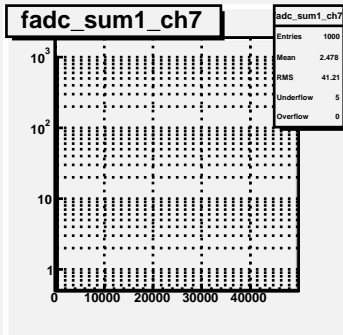 fadc_sum1_ch7
adc_sum1_ch7
Entries 1000
Mean 2.478
RMS 41.21
Underflow 5
Overflow 0
10³
10²
10
1
0 10000 20000 30000 40000